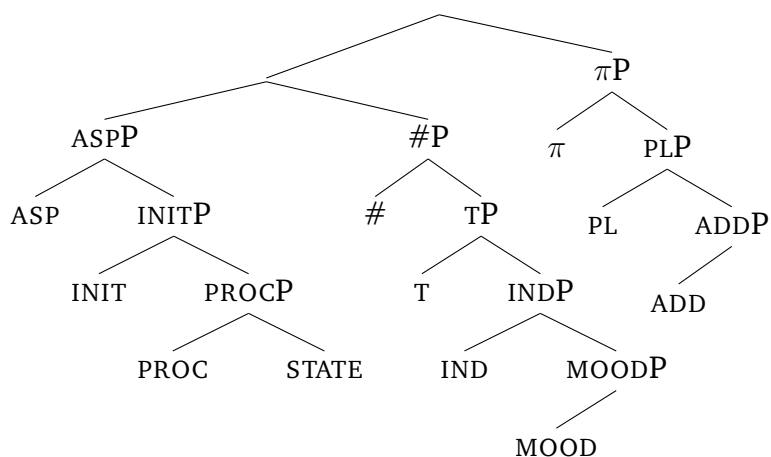 πP
ASPP #P π PLP
ASP INITP # TP PL ADDP
INIT PROCP T INDP ADD
PROC STATE IND MOODP
MOOD